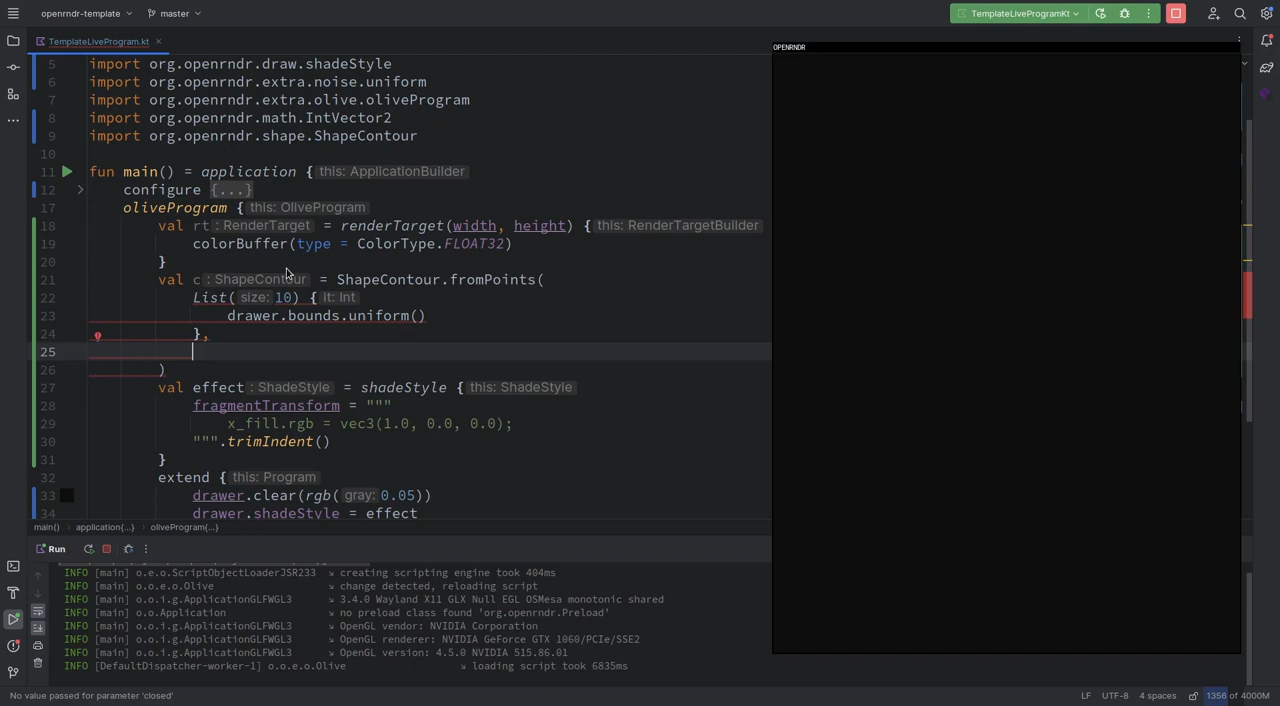 openrndr-template master TemplateLiveProgramKt
TemplateLiveProgram.kt
OPENRNDR
5 import org.openrndr.draw.shadeStyle
6 import org.openrndr.extra.noise.uniform
7 import org.openrndr.extra.olive.oliveProgram
8 import org.openrndr.math.IntVector2
9 import org.openrndr.shape.ShapeContour
10
11 fun main() = application { this: ApplicationBuilder
12 configure {...}
17 oliveProgram { this: OliveProgram
18 val rt : RenderTarget = renderTarget(width, height) { this: RenderTargetBuilder
19 colorBuffer(type = ColorType.FLOAT32)
20 }
21 val c : ShapeContour = ShapeContour.fromPoints(
22 List( size: 10) { it: Int
23 drawer.bounds.uniform()
24 },
25
26 )
27 val effect : ShadeStyle = shadeStyle { this: ShadeStyle
28 fragmentTransform = """
29 x_fill.rgb = vec3(1.0, 0.0, 0.0);
30 """.trimIndent()
31 }
32 extend { this: Program
33 drawer.clear(rgb( gray: 0.05))
34 drawer.shadeStyle = effect
main() › application{...} › oliveProgram{...}
Run
INFO [main] o.e.o.ScriptObjectLoaderJSR233 ↘ creating scripting engine took 404ms
INFO [main] o.o.e.o.Olive ↘ change detected, reloading script
INFO [main] o.o.i.g.ApplicationGLFWGL3 ↘ 3.4.0 Wayland X11 GLX Null EGL OSMesa monotonic shared
INFO [main] o.o.Application ↘ no preload class found 'org.openrndr.Preload'
INFO [main] o.o.i.g.ApplicationGLFWGL3 ↘ OpenGL vendor: NVIDIA Corporation
INFO [main] o.o.i.g.ApplicationGLFWGL3 ↘ OpenGL renderer: NVIDIA GeForce GTX 1060/PCIe/SSE2
INFO [main] o.o.i.g.ApplicationGLFWGL3 ↘ OpenGL version: 4.5.0 NVIDIA 515.86.01
INFO [DefaultDispatcher-worker-1] o.o.e.o.Olive ↘ loading script took 6835ms
No value passed for parameter 'closed' LF UTF-8 4 spaces 1356 of 4000M